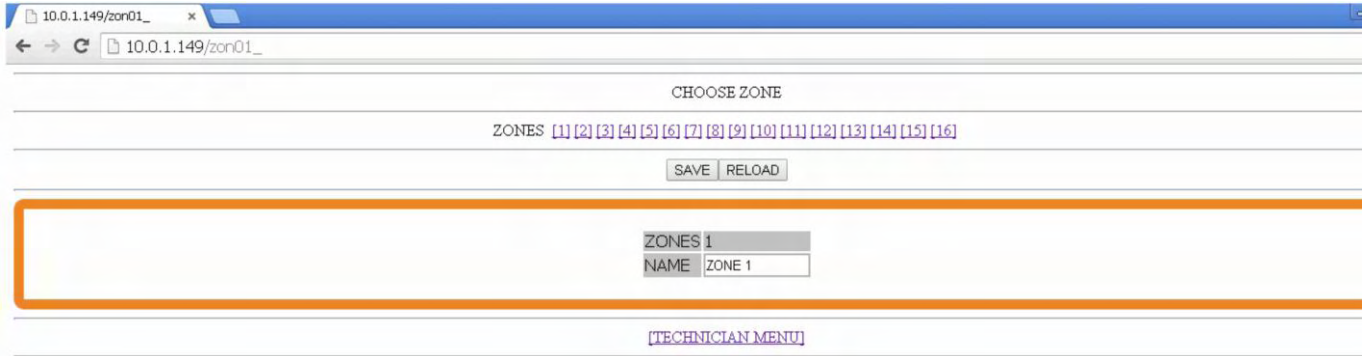 10.0.1.149/zon01_
10.0.1.149/zon01_
CHOOSE ZONE
ZONES [1] [2] [3] [4] [5] [6] [7] [8] [9] [10] [11] [12] [13] [14] [15] [16]
SAVE RELOAD
ZONES 1
NAME ZONE 1
[TECHNICIAN MENU]